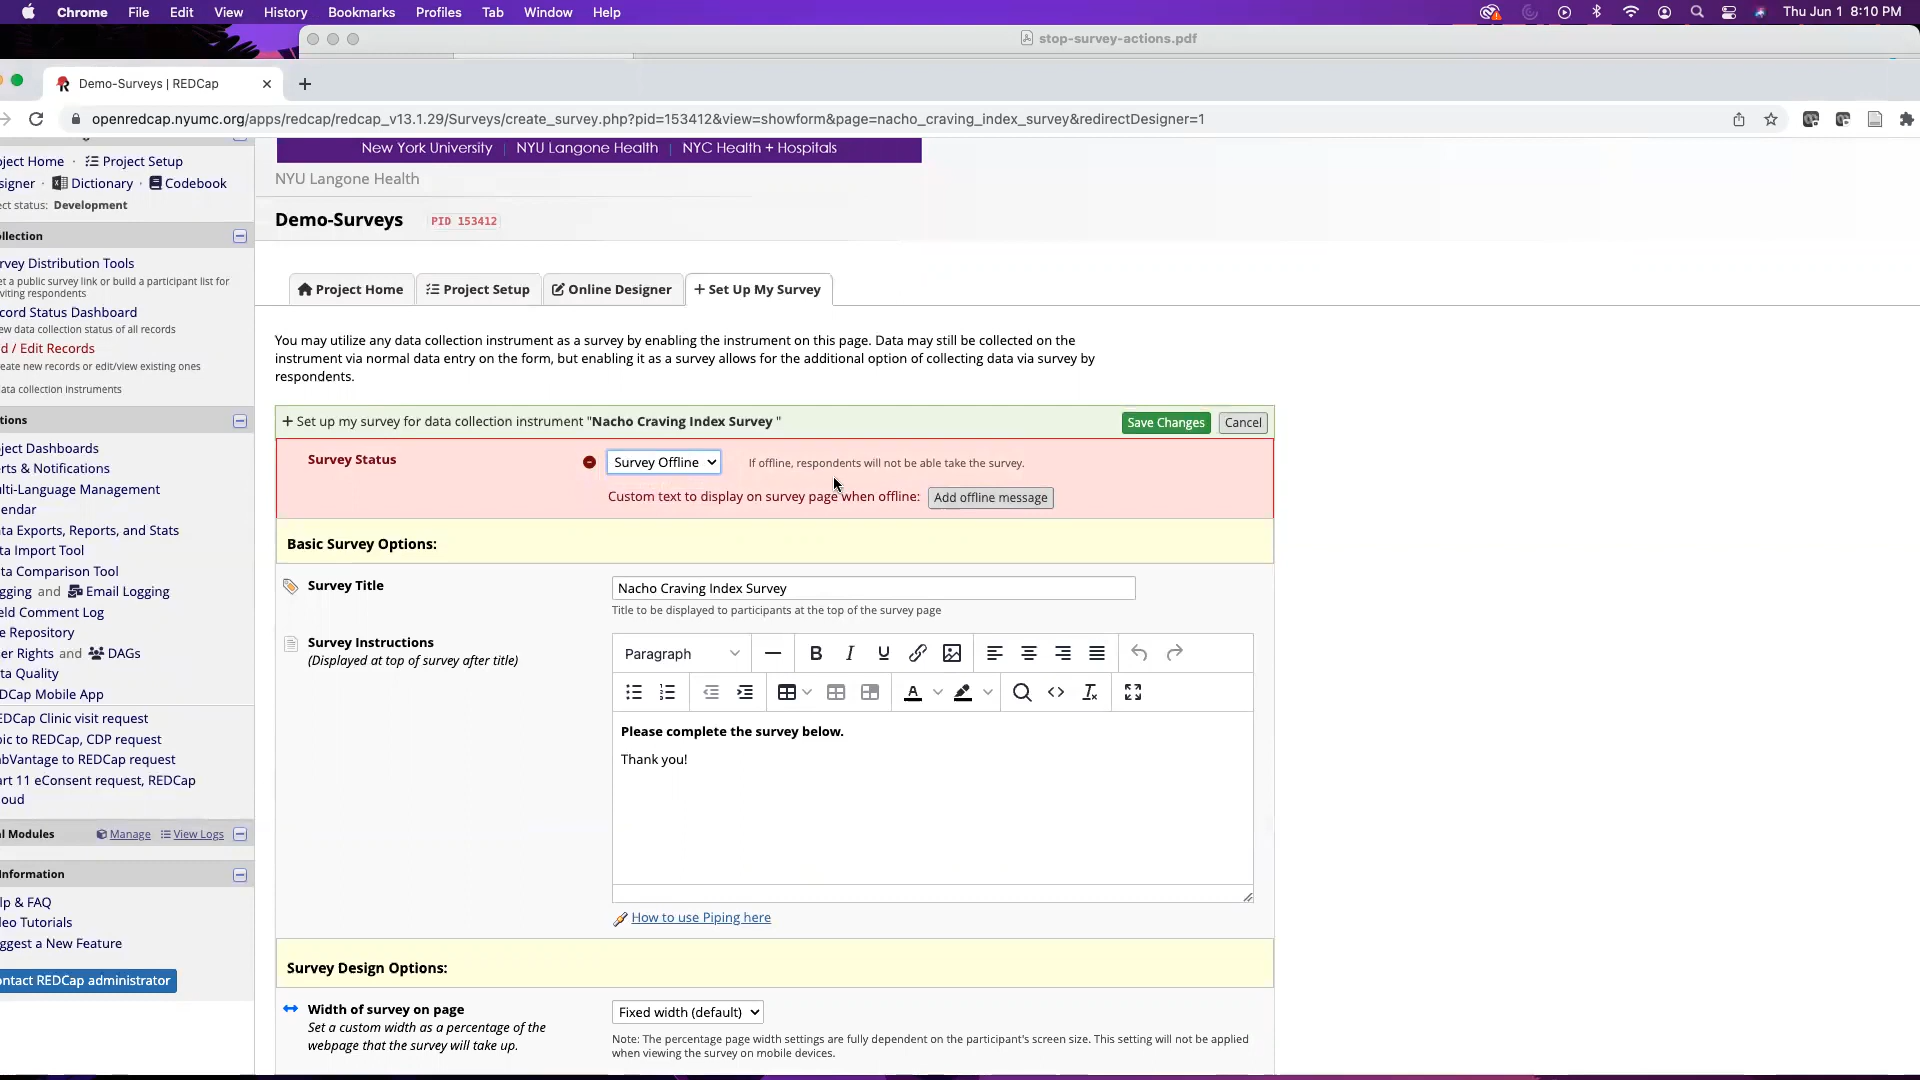 Chrome File Edit View History Bookmarks Profiles Tab Window Help Thu Jun 1 8:10 PM
stop-survey-actions.pdf
Demo-Surveys | REDCap
openredcap.nyumc.org/apps/redcap/redcap_v13.1.29/Surveys/create_survey.php?pid=153412&view=showform&page=nacho_craving_index_survey&redirectDesigner=1
oject Home · Project Setup
signer · Dictionary · Codebook
ect status: Development
ollection
rvey Distribution Tools
et a public survey link or build a participant list for
viting respondents
cord Status Dashboard
ew data collection status of all records
d / Edit Records
eate new records or edit/view existing ones
ata collection instruments
tions
oject Dashboards
erts & Notifications
ulti-Language Management
lendar
ata Exports, Reports, and Stats
ta Import Tool
ta Comparison Tool
gging and Email Logging
eld Comment Log
le Repository
er Rights and DAGs
ta Quality
EDCap Mobile App
EDCap Clinic visit request
pic to REDCap, CDP request
abVantage to REDCap request
art 11 eConsent request, REDCap
oud
al Modules Manage View Logs
Information
lp & FAQ
deo Tutorials
ggest a New Feature
ontact REDCap administrator
New York University | NYU Langone Health | NYC Health + Hospitals
NYU Langone Health
Demo-Surveys PID 153412
Project Home Project Setup Online Designer + Set Up My Survey
You may utilize any data collection instrument as a survey by enabling the instrument on this page. Data may still be collected on the
instrument via normal data entry on the form, but enabling it as a survey allows for the additional option of collecting data via survey by
respondents.
+ Set up my survey for data collection instrument "Nacho Craving Index Survey " Save Changes Cancel
Survey Status Survey Offline If offline, respondents will not be able take the survey.
Custom text to display on survey page when offline: Add offline message
Basic Survey Options:
Survey Title Nacho Craving Index Survey
Title to be displayed to participants at the top of the survey page
Survey Instructions
(Displayed at top of survey after title)
Paragraph
Please complete the survey below.
Thank you!
How to use Piping here
Survey Design Options:
Width of survey on page Fixed width (default)
Set a custom width as a percentage of the
webpage that the survey will take up.
Note: The percentage page width settings are fully dependent on the participant's screen size. This setting will not be applied
when viewing the survey on mobile devices.